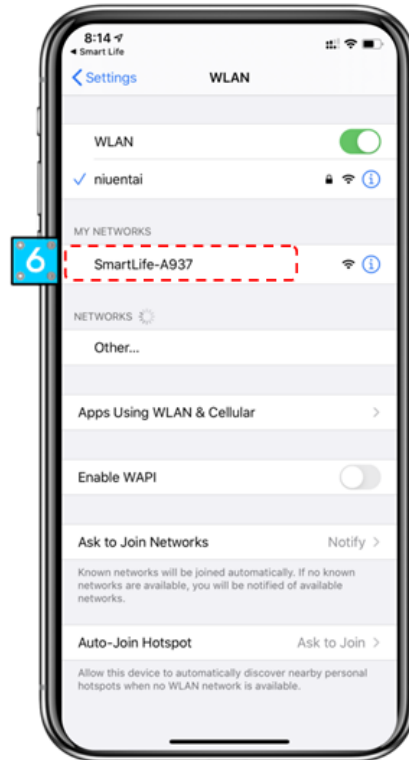 8:14
Smart Life
Settings
WLAN
WLAN
niuentai
MY NETWORKS
6
SmartLife-A937
NETWORKS
Other...
Apps Using WLAN & Cellular
Enable WAPI
Ask to Join Networks Notify
Known networks will be joined automatically. If no known
networks are available, you will be notified of available
networks.
Auto-Join Hotspot Ask to Join
Allow this device to automatically discover nearby personal
hotspots when no WLAN network is available.